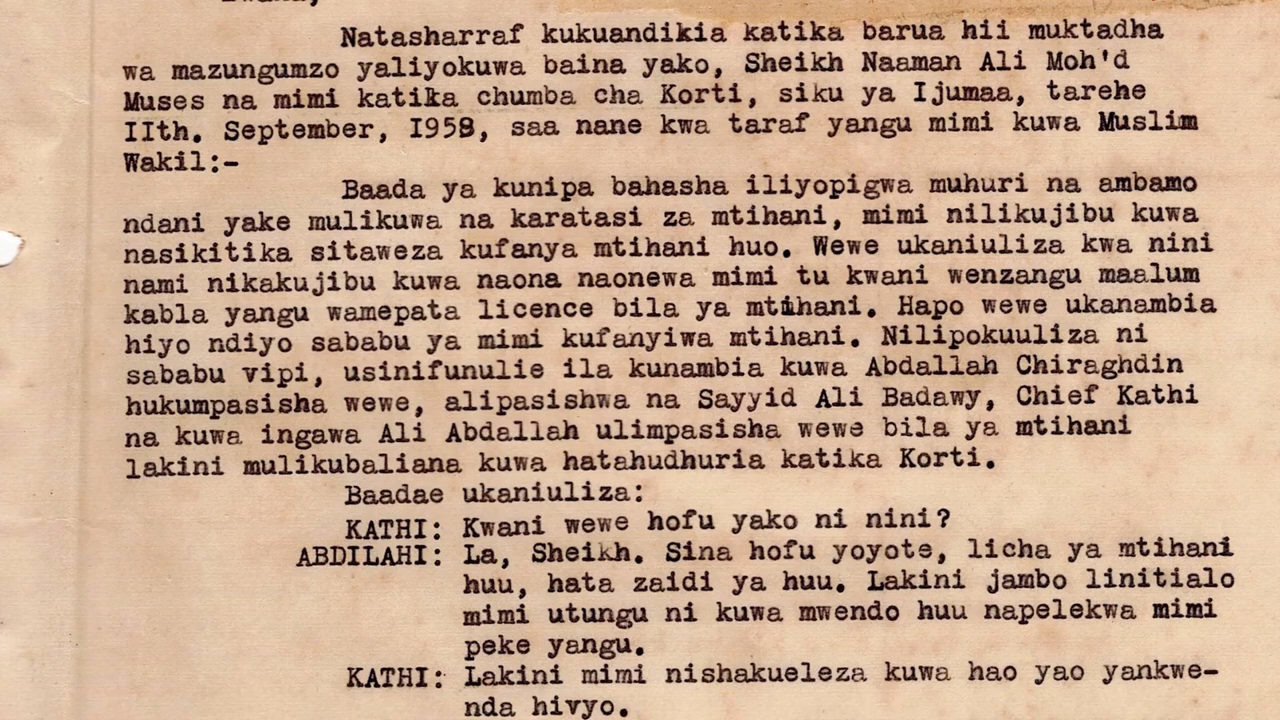 Natasharraf kukuandikia katika barua hii muktadha
wa mazungumzo yaliyokuwa baina yako, Sheikh Naaman Ali Moh'd
Muses na mimi katika chumba cha Korti, siku ya Ijumaa, tarehe
IIth. September, I958, saa nane kwa taraf yangu mimi kuwa Muslim
Wakil:-
Baada ya kunipa bahasha iliyopigwa muhuri na ambamo
ndani yake mulikuwa na karatasi za mtihani, mimi nilikujibu kuwa
nasikitika sitaweza kufanya mtihani huo. Wewe ukaniuliza kwa nini
nami nikakujibu kuwa naona naonewa mimi tu kwani wenzangu maalum
kabla yangu wamepata licence bila ya mtihani. Hapo wewe ukanambia
hiyo ndiyo sababu ya mimi kufanyiwa mtihani. Nilipokuuliza ni
sababu vipi, usinifunulie ila kunambia kuwa Abdallah Chiraghdin
hukumpasisha wewe, alipasishwa na Sayyid Ali Badawy, Chief Kathi
na kuwa ingawa Ali Abdallah ulimpasisha wewe bila ya mtihani
lakini mulikubaliana kuwa hatahudhuria katika Korti.
Baadae ukaniuliza:
KATHI: Kwani wewe hofu yako ni nini?
ABDILAHI: La, Sheikh. Sina hofu yoyote, licha ya mtihani
huu, hata zaidi ya huu. Lakini jambo linitialo
mimi utungu ni kuwa mwendo huu napelekwa mimi
peke yangu.
KATHI: Lakini mimi nishakueleza kuwa hao yao yankwe-
nda hivyo.